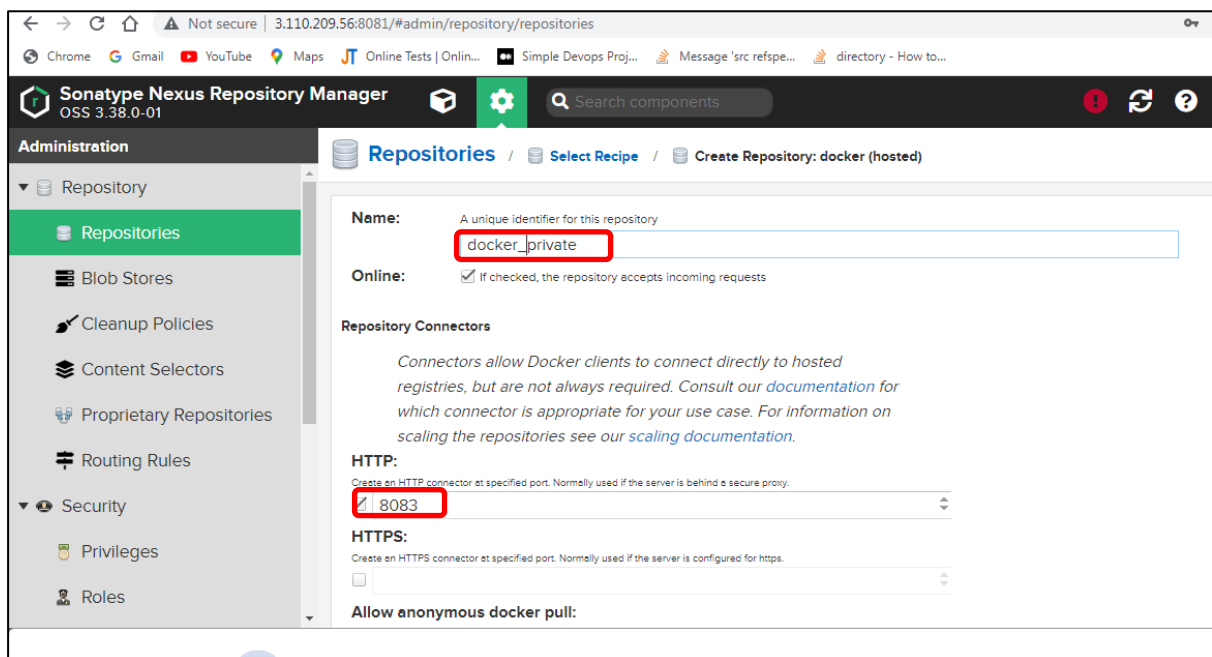 Not secure | 3.110.209.56:8081/#admin/repository/repositories
Chrome Gmail YouTube Maps Online Tests | Onlin... Simple Devops Proj... Message 'src refspe... directory - How to...
Sonatype Nexus Repository Manager
OSS 3.38.0-01
Search components
Administration
Repositories / Select Recipe / Create Repository: docker (hosted)
Repository
Repositories
Blob Stores
Cleanup Policies
Content Selectors
Proprietary Repositories
Routing Rules
Security
Privileges
Roles
Name: A unique identifier for this repository
docker_private
Online: If checked, the repository accepts incoming requests
Repository Connectors
Connectors allow Docker clients to connect directly to hosted
registries, but are not always required. Consult our documentation for
which connector is appropriate for your use case. For information on
scaling the repositories see our scaling documentation.
HTTP:
Create an HTTP connector at specified port. Normally used if the server is behind a secure proxy.
8083
HTTPS:
Create an HTTPS connector at specified port. Normally used if the server is configured for https.
Allow anonymous docker pull: